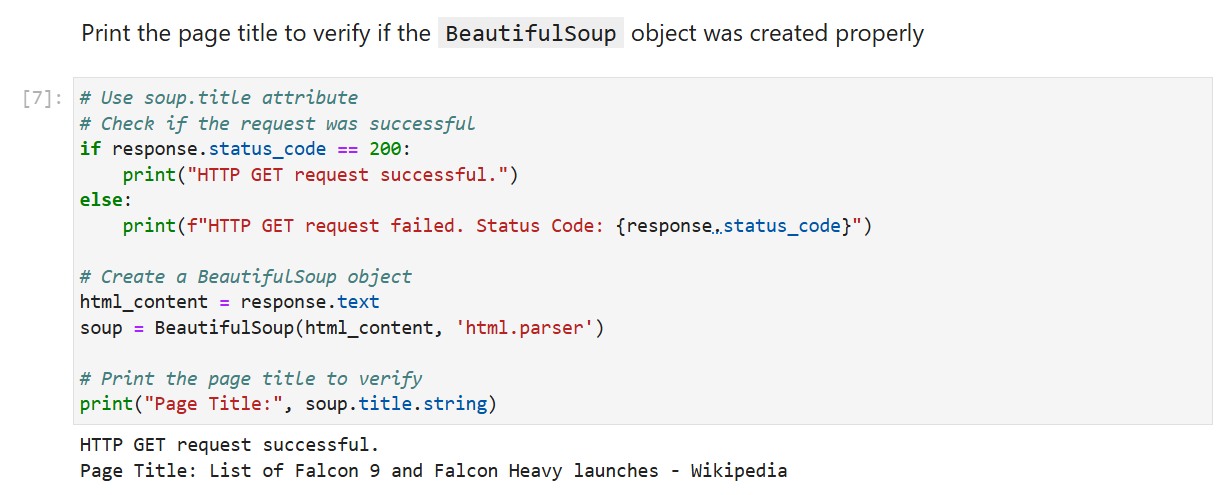 Print the page title to verify if the BeautifulSoup object was created properly
[7]:
# Use soup.title attribute
# Check if the request was successful
if response.status_code == 200:
    print("HTTP GET request successful.")
else:
    print(f"HTTP GET request failed. Status Code: {response.status_code}")

# Create a BeautifulSoup object
html_content = response.text
soup = BeautifulSoup(html_content, 'html.parser')

# Print the page title to verify
print("Page Title:", soup.title.string)
HTTP GET request successful.
Page Title: List of Falcon 9 and Falcon Heavy launches - Wikipedia